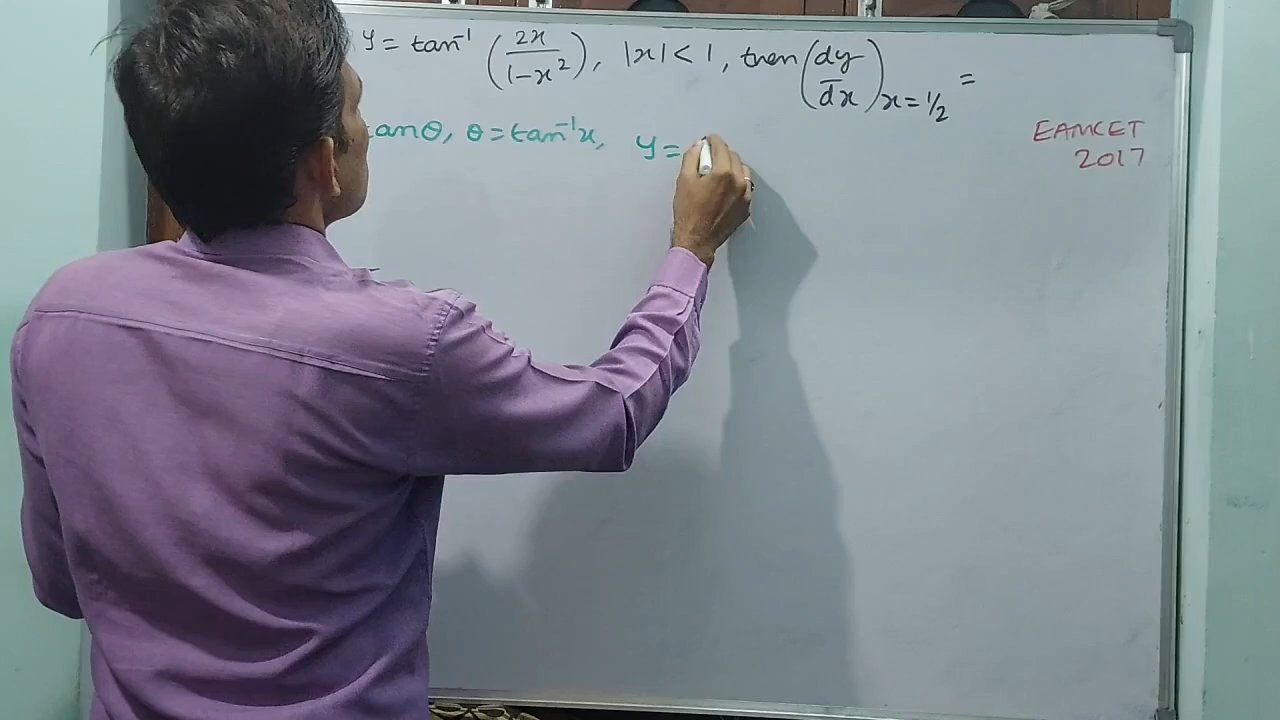 y = tan⁻¹ (2x / 1-x²), |x| < 1, then (dy/dx)x=1/2 =
tanθ, θ = tan⁻¹x, y =
EAMCET
2017